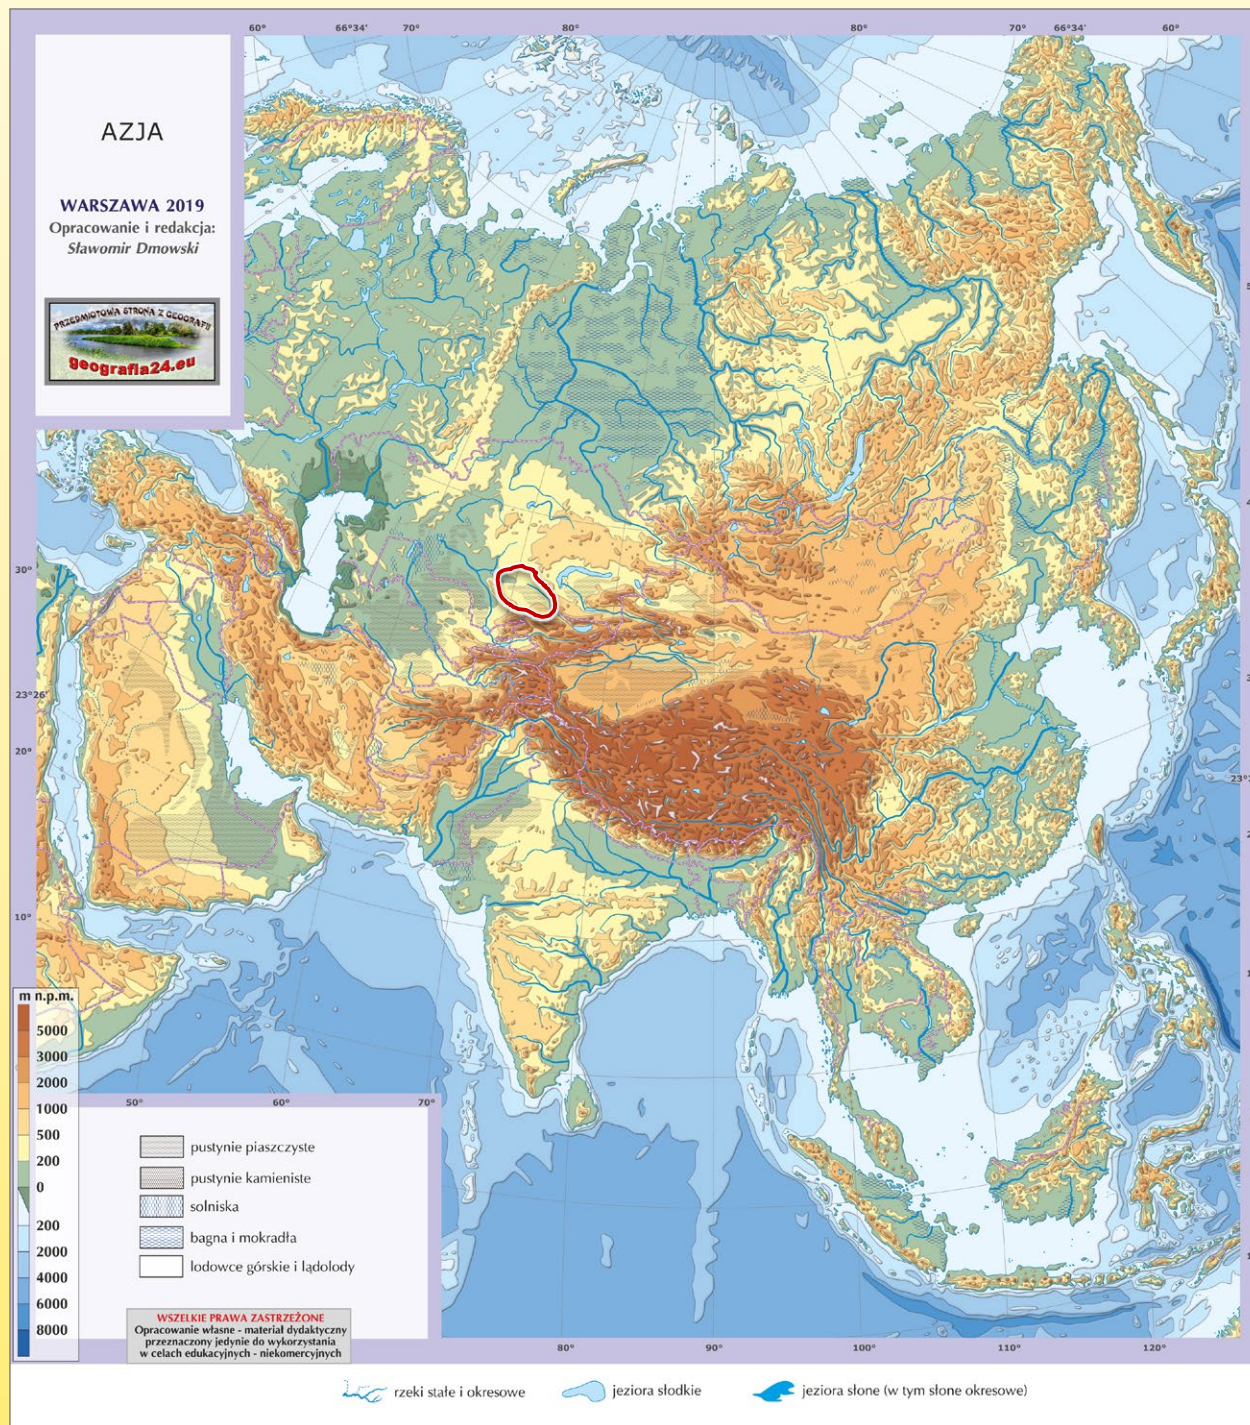 60° 66°34' 70° 80° 80° 70° 66°34' 60°
AZJA
WARSZAWA 2019
Opracowanie i redakcja:
Sławomir Dmowski
PRZEDMIOTOWA STRONA Z GEOGRAFII
geografia24.eu
30°
23°26'
20°
10°
m n.p.m.
5000
3000
2000
1000
500
200
0
200
2000
4000
6000
8000
50° 60° 70°
pustynie piaszczyste
pustynie kamieniste
solniska
bagna i mokradła
lodowce górskie i lądolody
WSZELKIE PRAWA ZASTRZEŻONE
Opracowanie własne - materiał dydaktyczny
przeznaczony jedynie do wykorzystania
w celach edukacyjnych - niekomercyjnych
80° 90° 100° 110° 120°
rzeki stałe i okresowe jeziora słodkie jeziora słone (w tym słone okresowe)